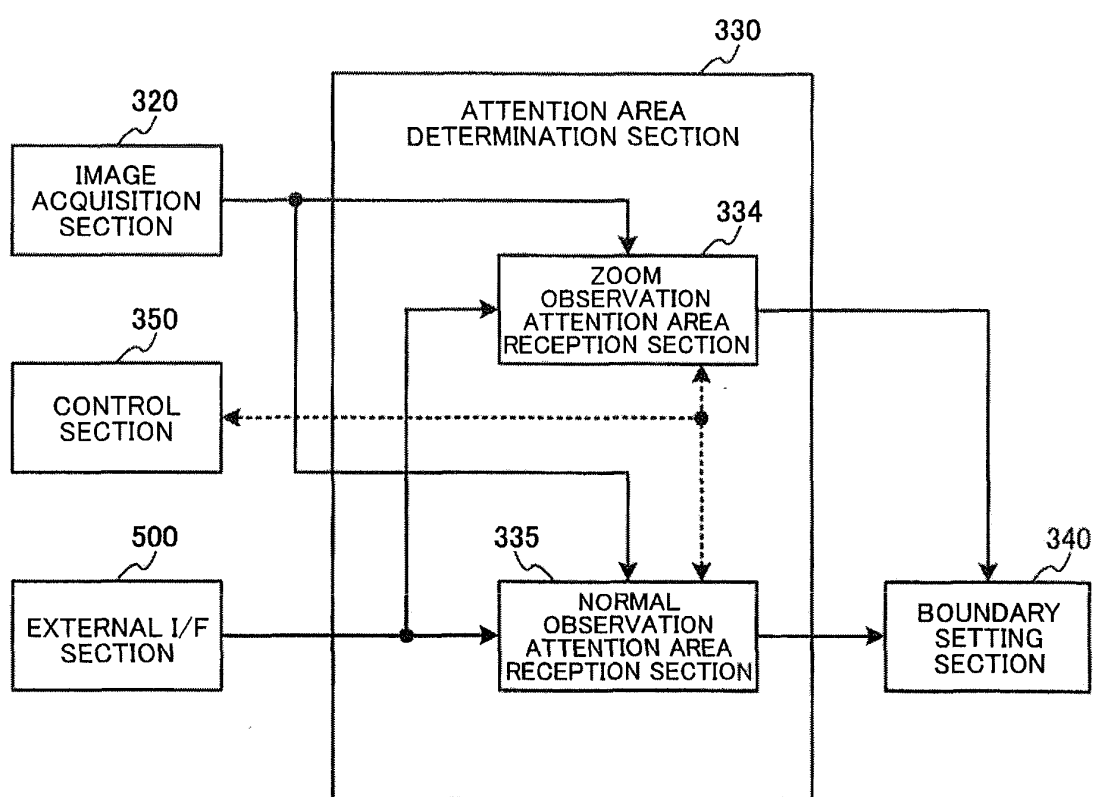 330
ATTENTION AREA
DETERMINATION SECTION
320
IMAGE
ACQUISITION
SECTION
334
ZOOM
OBSERVATION
ATTENTION AREA
RECEPTION SECTION
350
CONTROL
SECTION
500
EXTERNAL I/F
SECTION
335
NORMAL
OBSERVATION
ATTENTION AREA
RECEPTION SECTION
340
BOUNDARY
SETTING
SECTION